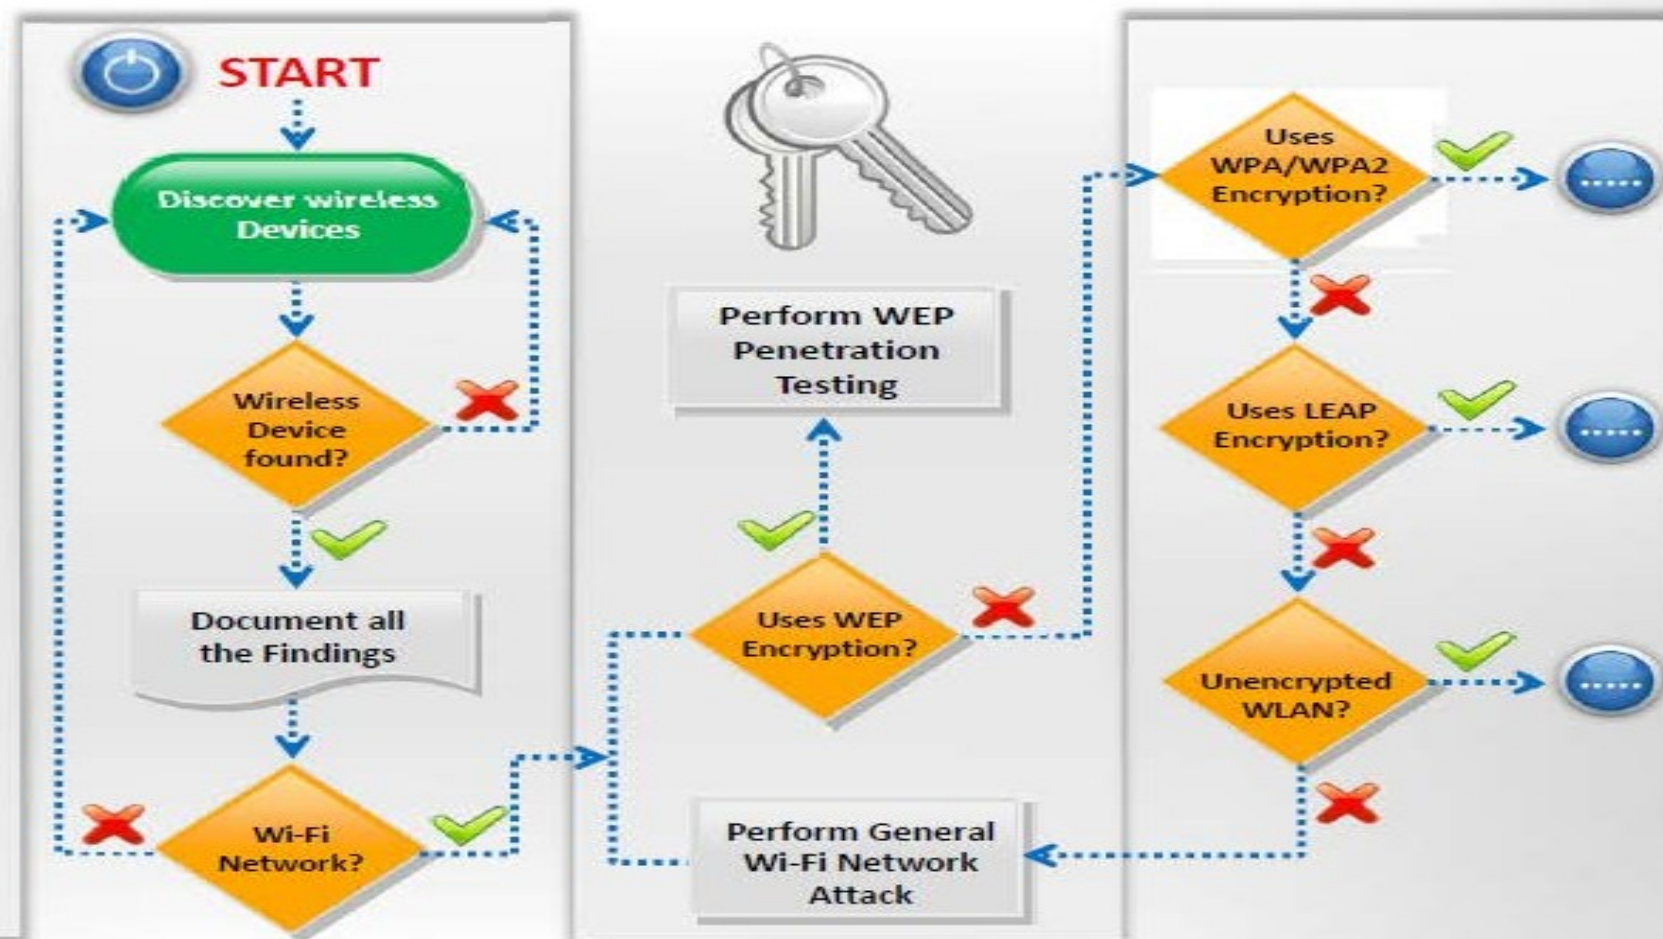 START
Discover wireless
Devices
Wireless
Device
found?
Document all
the Findings
Wi-Fi
Network?
Perform WEP
Penetration
Testing
Uses WEP
Encryption?
Perform General
Wi-Fi Network
Attack
Uses
WPA/WPA2
Encryption?
.....
Uses LEAP
Encryption?
.....
Unencrypted
WLAN?
.....